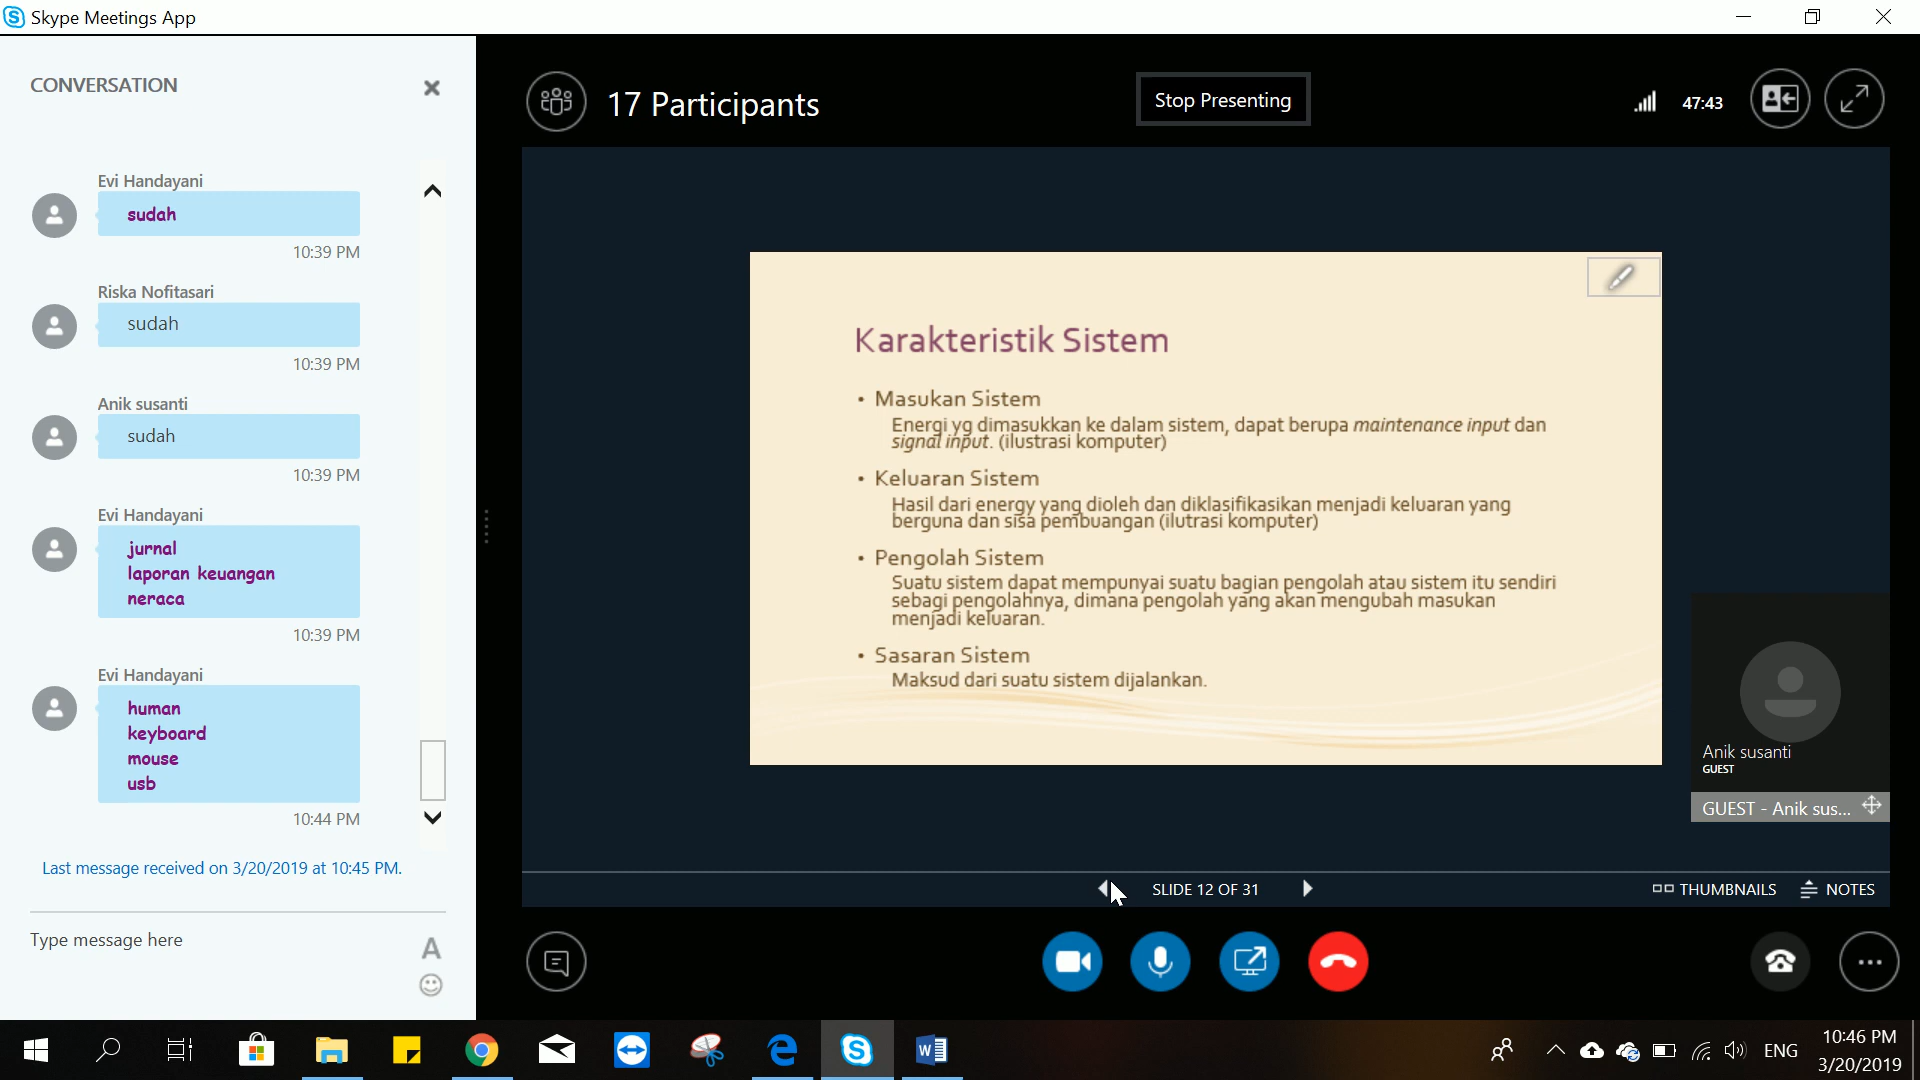 Skype Meetings App
CONVERSATION
Evi Handayani
sudah
10:39 PM
Riska Nofitasari
sudah
10:39 PM
Anik susanti
sudah
10:39 PM
Evi Handayani
jurnal
laporan keuangan
neraca
10:39 PM
Evi Handayani
human
keyboard
mouse
usb
10:44 PM
Last message received on 3/20/2019 at 10:45 PM.
Type message here
A
17 Participants
Stop Presenting
47:43
Karakteristik Sistem
• Masukan Sistem
Energi yg dimasukkan ke dalam sistem, dapat berupa maintenance input dan
signal input. (ilustrasi komputer)
• Keluaran Sistem
Hasil dari energy yang dioleh dan diklasifikasikan menjadi keluaran yang
berguna dan sisa pembuangan (ilutrasi komputer)
• Pengolah Sistem
Suatu sistem dapat mempunyai suatu bagian pengolah atau sistem itu sendiri
sebagi pengolahnya, dimana pengolah yang akan mengubah masukan
menjadi keluaran.
• Sasaran Sistem
Maksud dari suatu sistem dijalankan.
Anik susanti
GUEST
GUEST - Anik sus...
SLIDE 12 OF 31
THUMBNAILS
NOTES
ENG
10:46 PM
3/20/2019